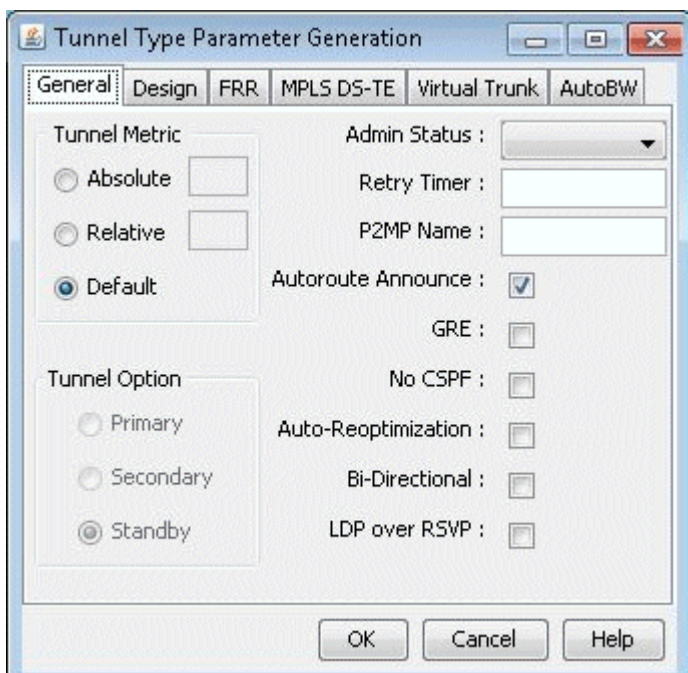 Tunnel Type Parameter Generation
General Design FRR MPLS DS-TE Virtual Trunk AutoBW
Tunnel Metric
Absolute
Relative
Default
Tunnel Option
Primary
Secondary
Standby
Admin Status :
Retry Timer :
P2MP Name :
Autoroute Announce :
GRE :
No CSPF :
Auto-Reoptimization :
Bi-Directional :
LDP over RSVP :
OK Cancel Help